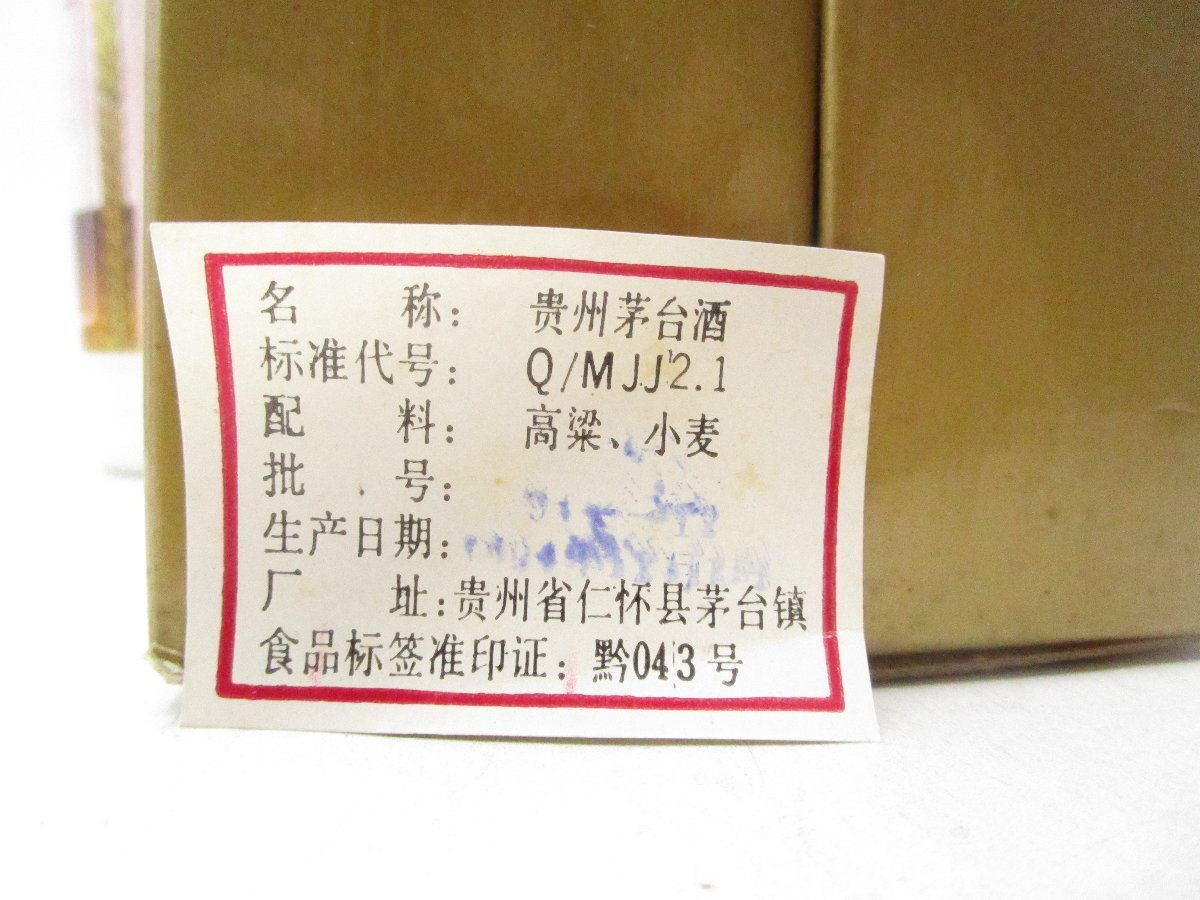 名 称: 贵州茅台酒
标准代号: Q/MJJ2.1
配 料: 高粱、小麦
批 号:
生产日期:
厂 址:贵州省仁怀县茅台镇
食品标签准印证: 黔043号